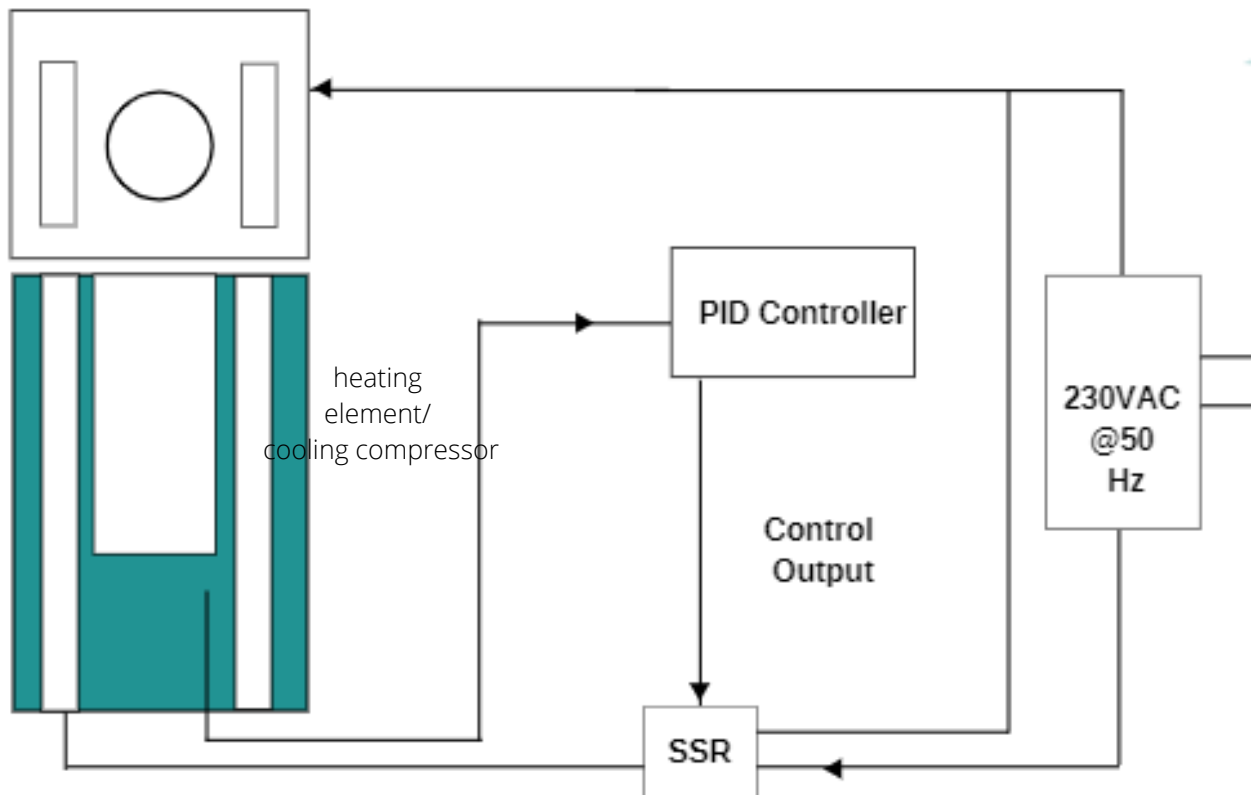 PID Controller
heating
element/
cooling compressor
230VAC
@50
Hz
Control
Output
SSR